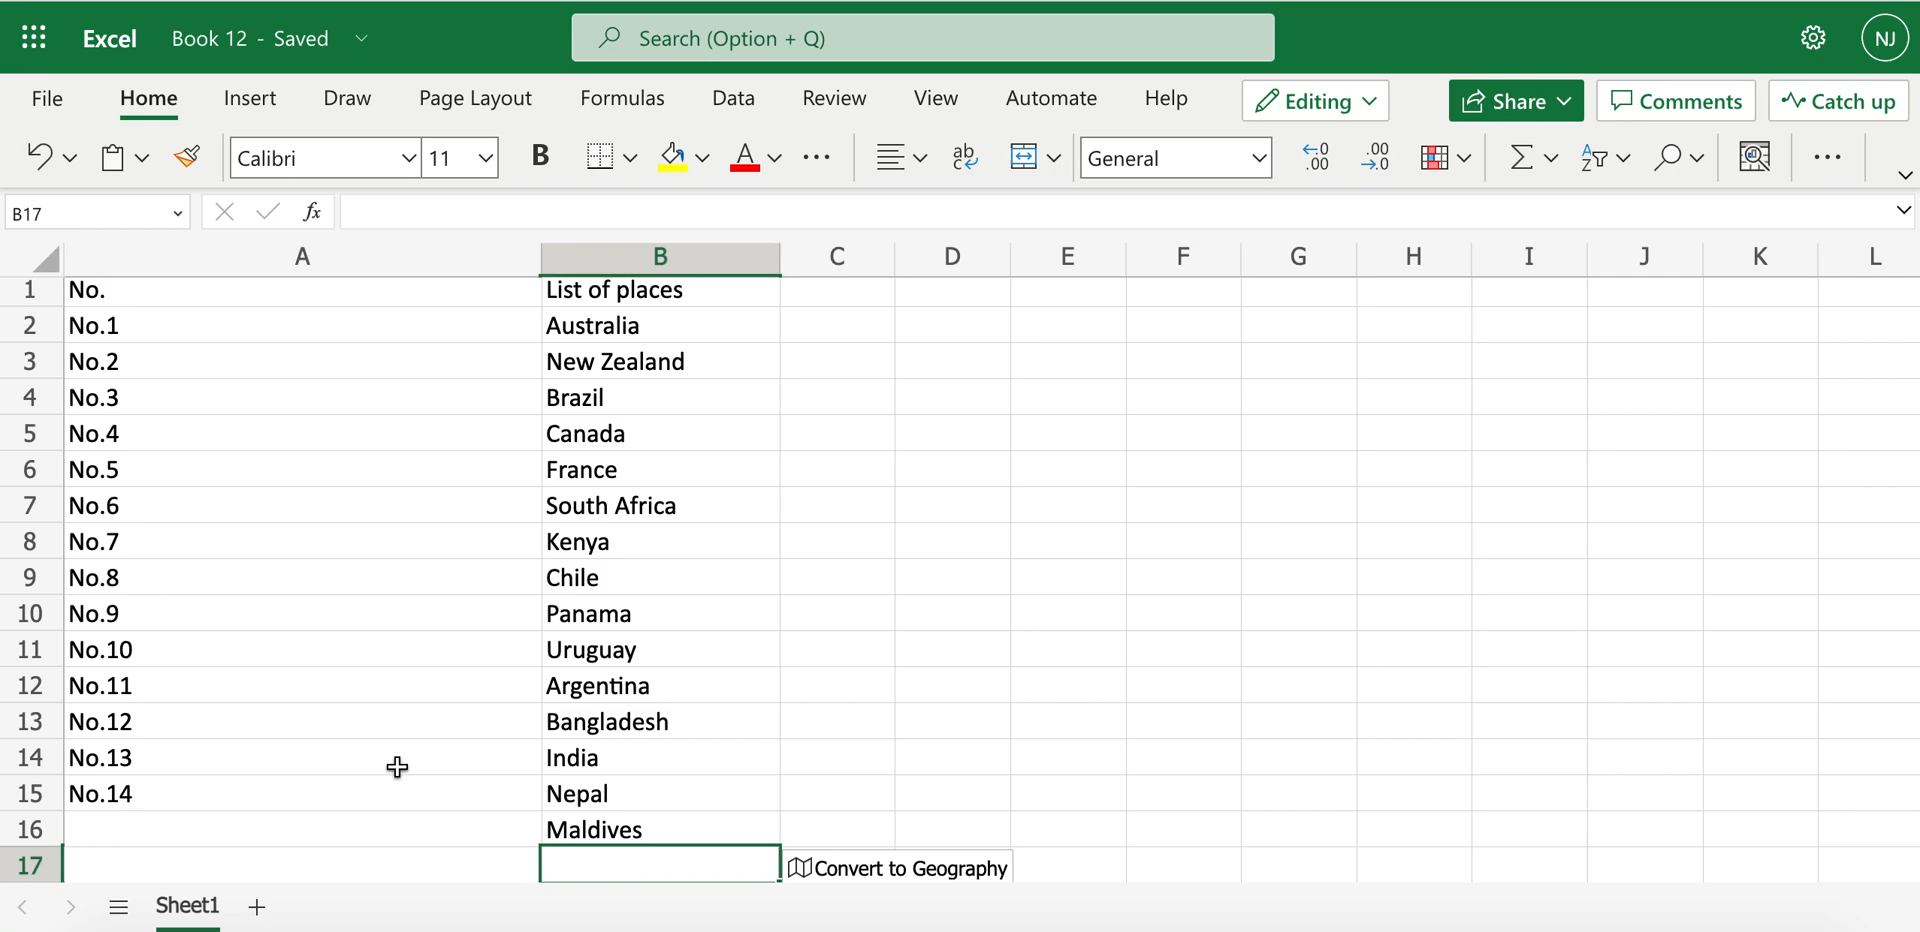 Excel Book 12 - Saved Search (Option + Q) NJ
File Home Insert Draw Page Layout Formulas Data Review View Automate Help Editing Share Comments Catch up
Calibri 11 B A ab c General ←0 .00 .00 →0 Σ A Z
B17 fx
A B C D E F G H I J K L
1 No. List of places
2 No.1 Australia
3 No.2 New Zealand
4 No.3 Brazil
5 No.4 Canada
6 No.5 France
7 No.6 South Africa
8 No.7 Kenya
9 No.8 Chile
10 No.9 Panama
11 No.10 Uruguay
12 No.11 Argentina
13 No.12 Bangladesh
14 No.13 India
15 No.14 Nepal
16 Maldives
17 Convert to Geography
Sheet1